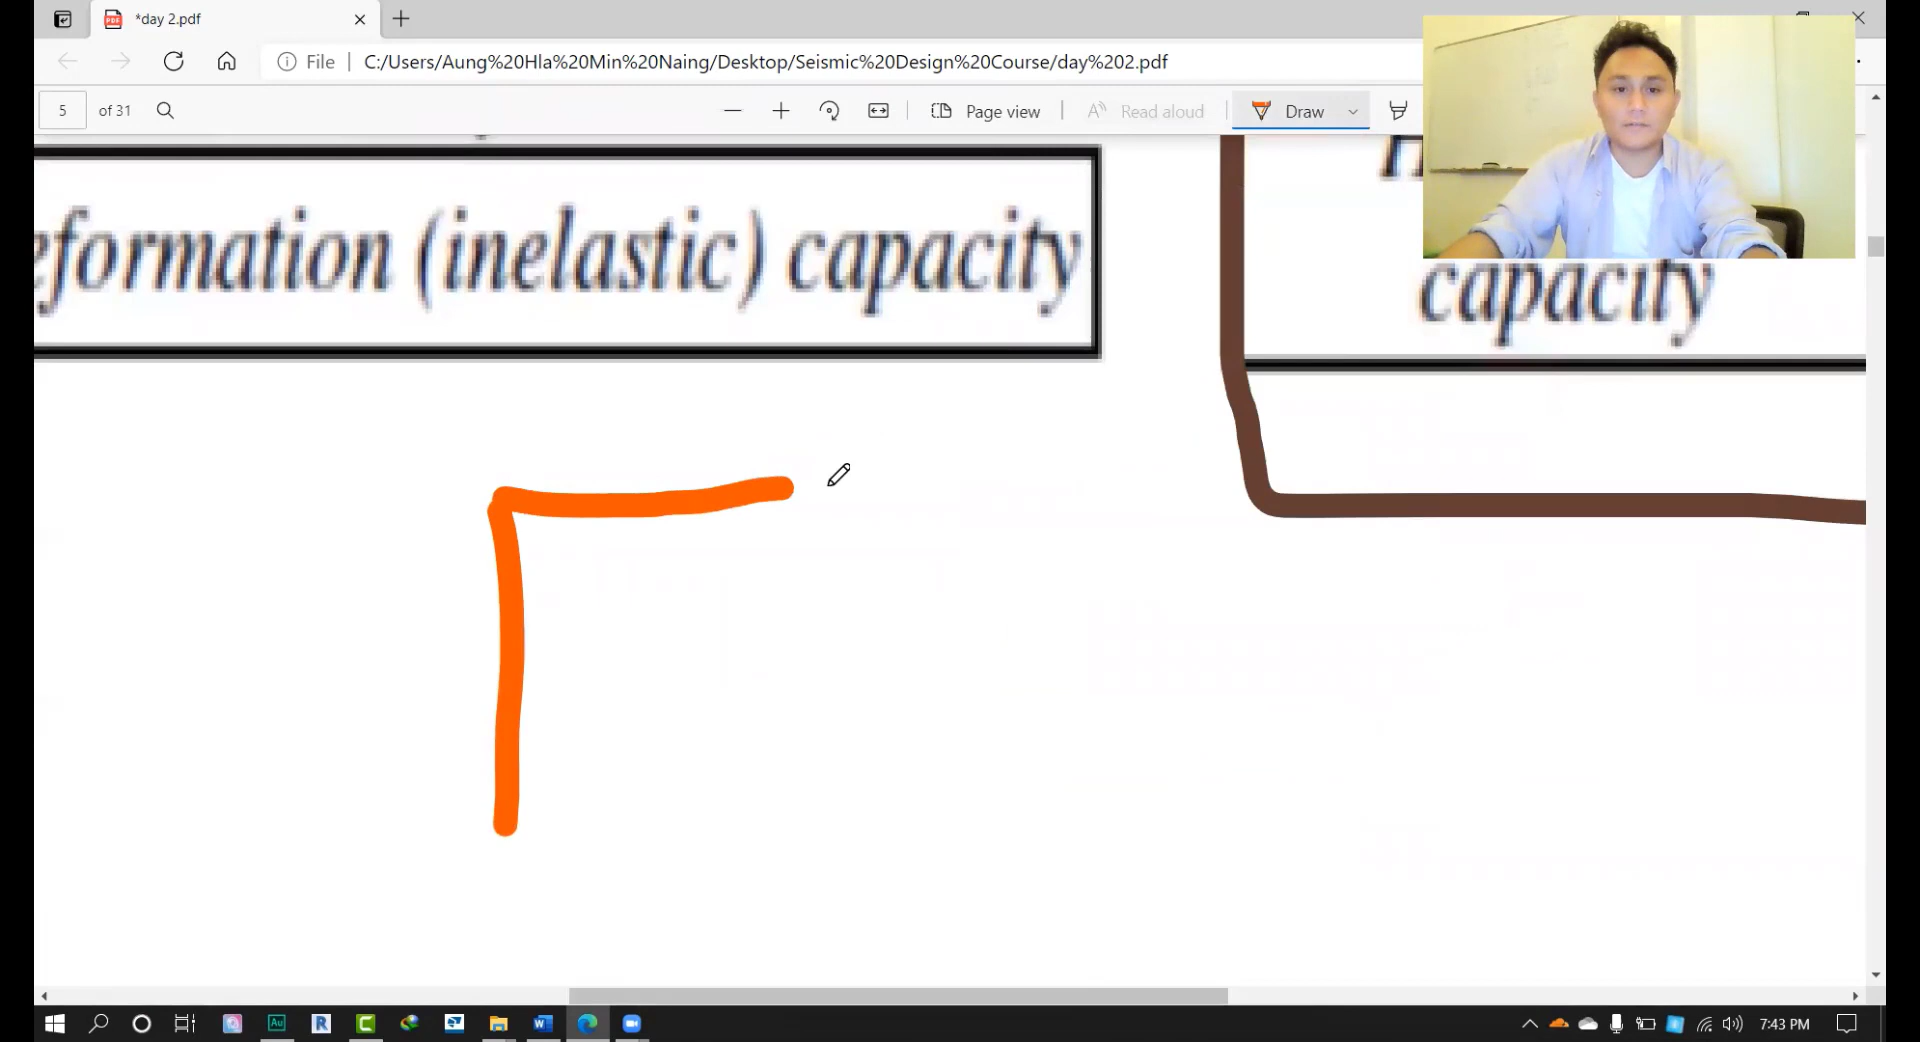 *day 2.pdf
File
C:/Users/Aung%20Hla%20Min%20Naing/Desktop/Seismic%20Design%20Course/day%202.pdf
5 of 31
Page view
Read aloud
Draw
eformation (inelastic) capacity
capacity
7:43 PM